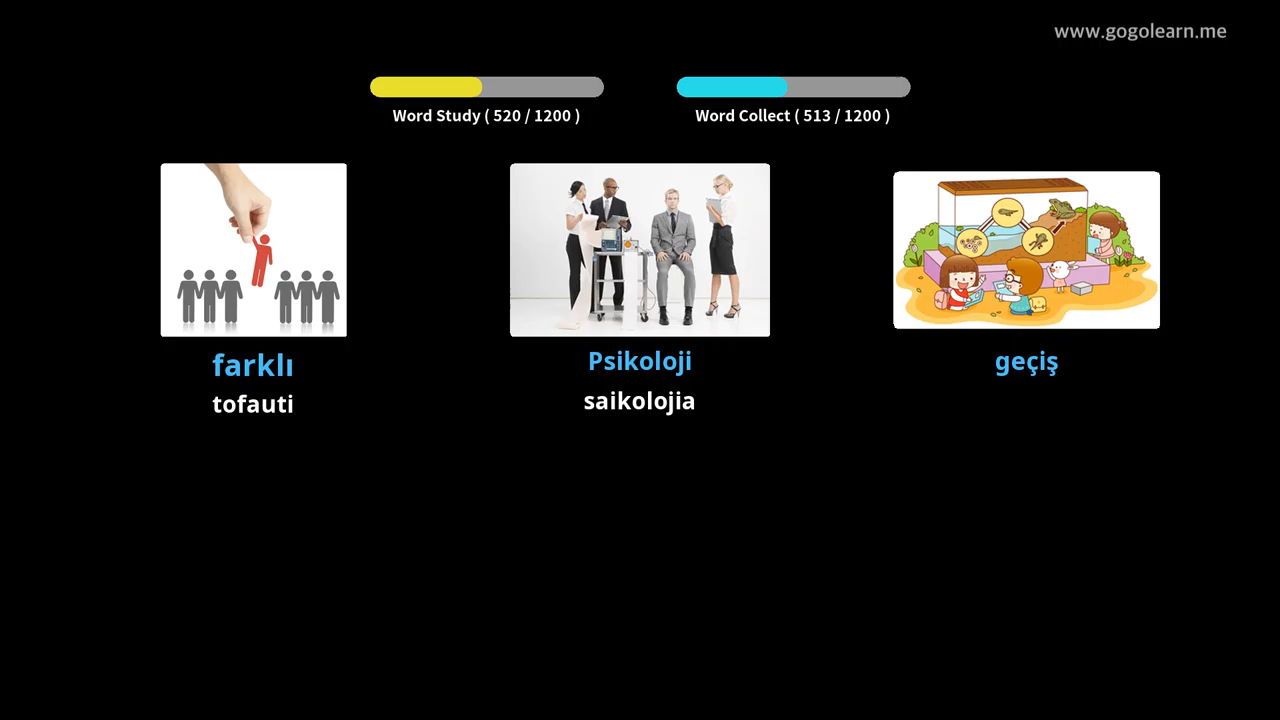 www.gogolearn.me
Word Study ( 520 / 1200 )
Word Collect ( 513 / 1200 )
farklı
tofauti
Psikoloji
saikolojia
geçiş